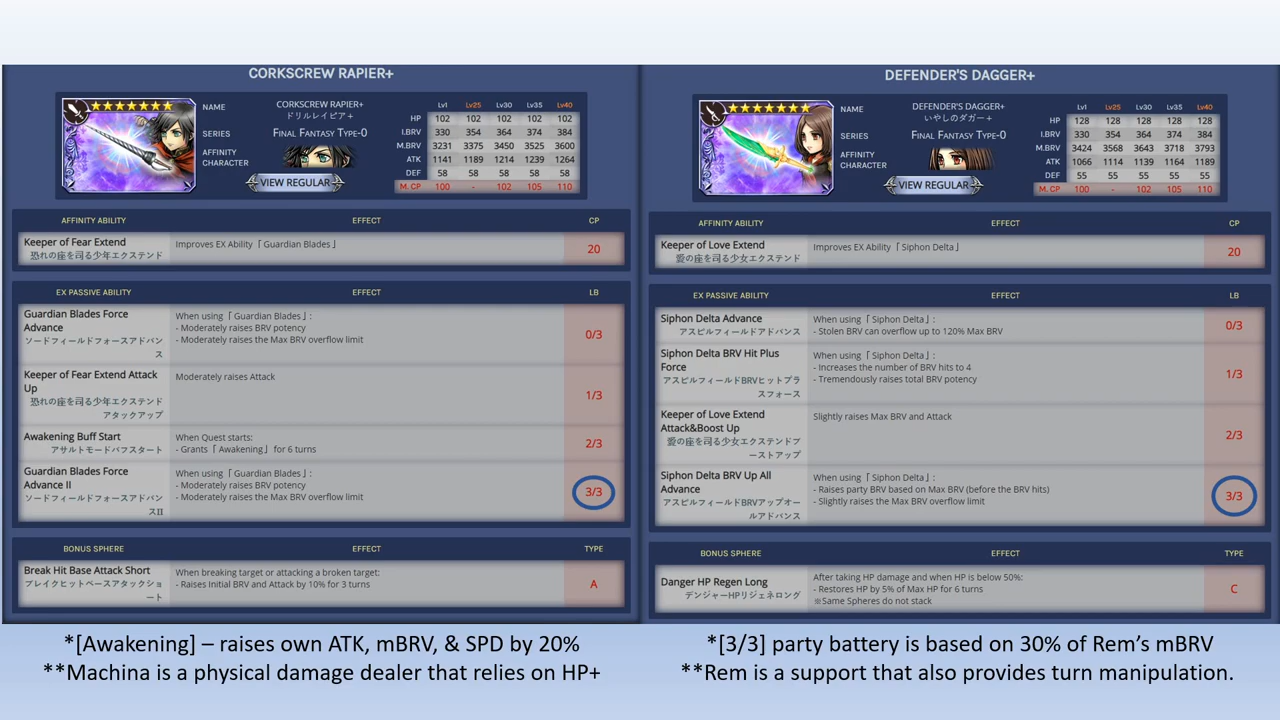 CORKSCREW RAPIER+
NAME
CORKSCREW RAPIER+
ドリルレイピア+
SERIES
FINAL FANTASY TYPE-0
AFFINITY
CHARACTER
VIEW REGULAR
Lv1 Lv25 Lv30 Lv35 Lv40
HP 102 102 102 102 102
I.BRV 330 354 364 374 384
M.BRV 3231 3375 3450 3525 3600
ATK 1141 1189 1214 1239 1264
DEF 58 58 58 58 58
M. CP 100 - 102 105 110
AFFINITY ABILITY EFFECT CP
Keeper of Fear Extend
恐れの座を司る少年エクステンド
Improves EX Ability「Guardian Blades」
20
EX PASSIVE ABILITY EFFECT LB
Guardian Blades Force
Advance
ソードフィールドフォースアドバン
ス
When using「Guardian Blades」:
- Moderately raises BRV potency
- Moderately raises the Max BRV overflow limit
0/3
Keeper of Fear Extend Attack
Up
恐れの座を司る少年エクステンド
アタックアップ
Moderately raises Attack
1/3
Awakening Buff Start
アサルトモードバフスタート
When Quest starts:
- Grants「Awakening」for 6 turns
2/3
Guardian Blades Force
Advance II
ソードフィールドフォースアドバン
スII
When using「Guardian Blades」:
- Moderately raises BRV potency
- Moderately raises the Max BRV overflow limit
3/3
BONUS SPHERE EFFECT TYPE
Break Hit Base Attack Short
ブレイクヒットベースアタックショ
ート
When breaking target or attacking a broken target:
- Raises Initial BRV and Attack by 10% for 3 turns
A
*[Awakening] – raises own ATK, mBRV, & SPD by 20%
**Machina is a physical damage dealer that relies on HP+
DEFENDER'S DAGGER+
NAME
DEFENDER'S DAGGER+
いやしのダガー+
SERIES
FINAL FANTASY TYPE-0
AFFINITY
CHARACTER
VIEW REGULAR
Lv1 Lv25 Lv30 Lv35 Lv40
HP 128 128 128 128 128
I.BRV 330 354 364 374 384
M.BRV 3424 3568 3643 3718 3793
ATK 1066 1114 1139 1164 1189
DEF 55 55 55 55 55
M. CP 100 - 102 105 110
AFFINITY ABILITY EFFECT CP
Keeper of Love Extend
愛の座を司る少女エクステンド
Improves EX Ability「Siphon Delta」
20
EX PASSIVE ABILITY EFFECT LB
Siphon Delta Advance
アスピルフィールドアドバンス
When using「Siphon Delta」:
- Stolen BRV can overflow up to 120% Max BRV
0/3
Siphon Delta BRV Hit Plus
Force
アスピルフィールドBRVヒットプラ
スフォース
When using「Siphon Delta」:
- Increases the number of BRV hits to 4
- Tremendously raises total BRV potency
1/3
Keeper of Love Extend
Attack&Boost Up
愛の座を司る少女エクステンドブ
ーストアップ
Slightly raises Max BRV and Attack
2/3
Siphon Delta BRV Up All
Advance
アスピルフィールドBRVアップオー
ルアドバンス
When using「Siphon Delta」:
- Raises party BRV based on Max BRV (before the BRV hits)
- Slightly raises the Max BRV overflow limit
3/3
BONUS SPHERE EFFECT TYPE
Danger HP Regen Long
デンジャーHPリジェネロング
After taking HP damage and when HP is below 50%:
- Restores HP by 5% of Max HP for 6 turns
※Same Spheres do not stack
C
*[3/3] party battery is based on 30% of Rem's mBRV
**Rem is a support that also provides turn manipulation.